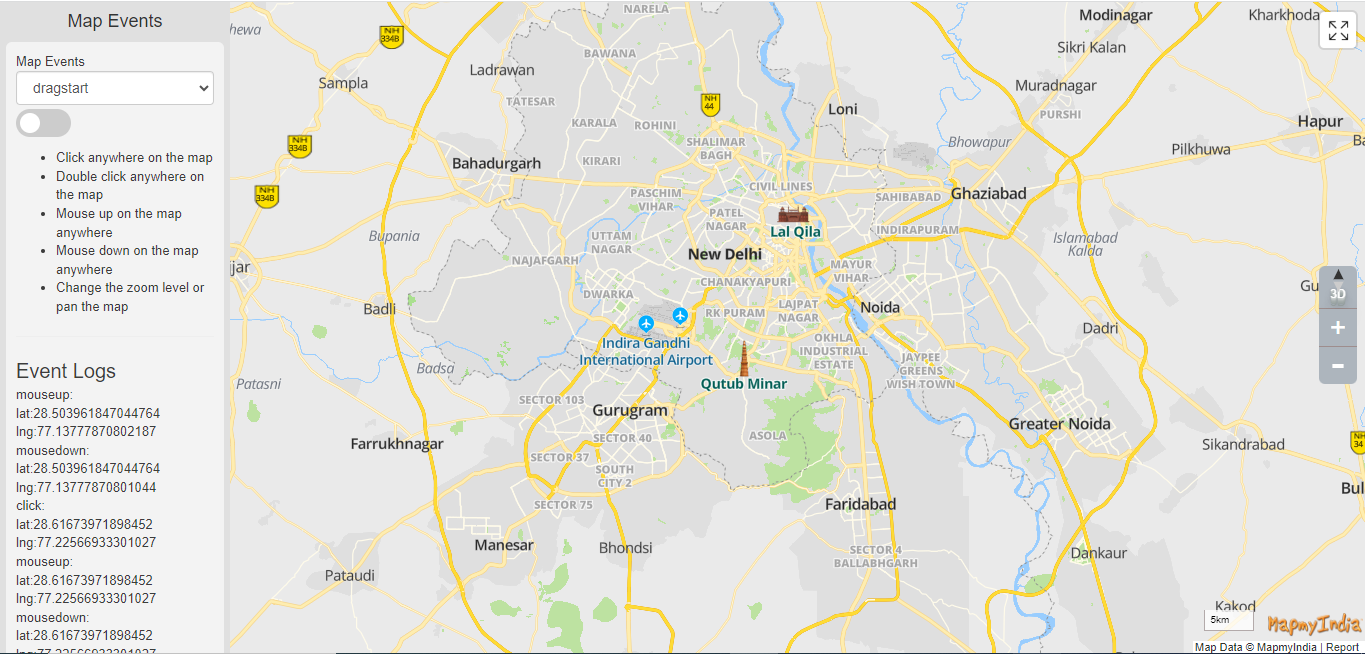 Map Events
Map Events
dragstart
Click anywhere on the map
Double click anywhere on
the map
Mouse up on the map
anywhere
Mouse down on the map
anywhere
Change the zoom level or
pan the map
Event Logs
mouseup:
lat:28.503961847044764
lng:77.13777870802187
mousedown:
lat:28.503961847044764
lng:77.13777870801044
click:
lat:28.61673971898452
lng:77.22566933301027
mouseup:
lat:28.61673971898452
lng:77.22566933301027
mousedown:
lat:28.61673971898452
lng:77.22566933301027
hewa
NH
334B
NARELA
Modinagar
Kharkhoda
Sikri Kalan
BAWANA
Ladrawan
Sampla
Muradnagar
TATESAR
NH
44
Loni
PURSHI
KARALA
ROHINI
Hapur
NH
334B
SHALIMAR
BAGH
Bhowapur
Pilkhuwa
Ba
Bahadurgarh
KIRARI
NH
334B
PASCHIM
VIHAR
CIVIL LINES
SAHIBABAD
Ghaziabad
PATEL
NAGAR
Lal Qila
INDIRAPURAM
Bupania
UTTAM
NAGAR
Islamabad
Kalda
New Delhi
NAJAFGARH
MAYUR
VIHAR
jar
CHANAKYAPURI
Gu
3D
DWARKA
Badli
RK PURAM
LAJPAT
NAGAR
Noida
Dadri
Indira Gandhi
International Airport
OKHLA
INDUSTRIAL
ESTATE
JAYPEE
GREENS
WISH TOWN
Badsa
Patasni
Qutub Minar
SECTOR 103
Gurugram
Greater Noida
Farrukhnagar
SECTOR 40
ASOLA
Sikandrabad
NH
34
SECTOR 37
SOUTH
CITY 2
Bul
SECTOR 75
Faridabad
Manesar
Bhondsi
SECTOR 4
BALLABHGARH
Dankaur
Pataudi
Kakod
5km
MapmyIndia
Map Data © MapmyIndia | Report